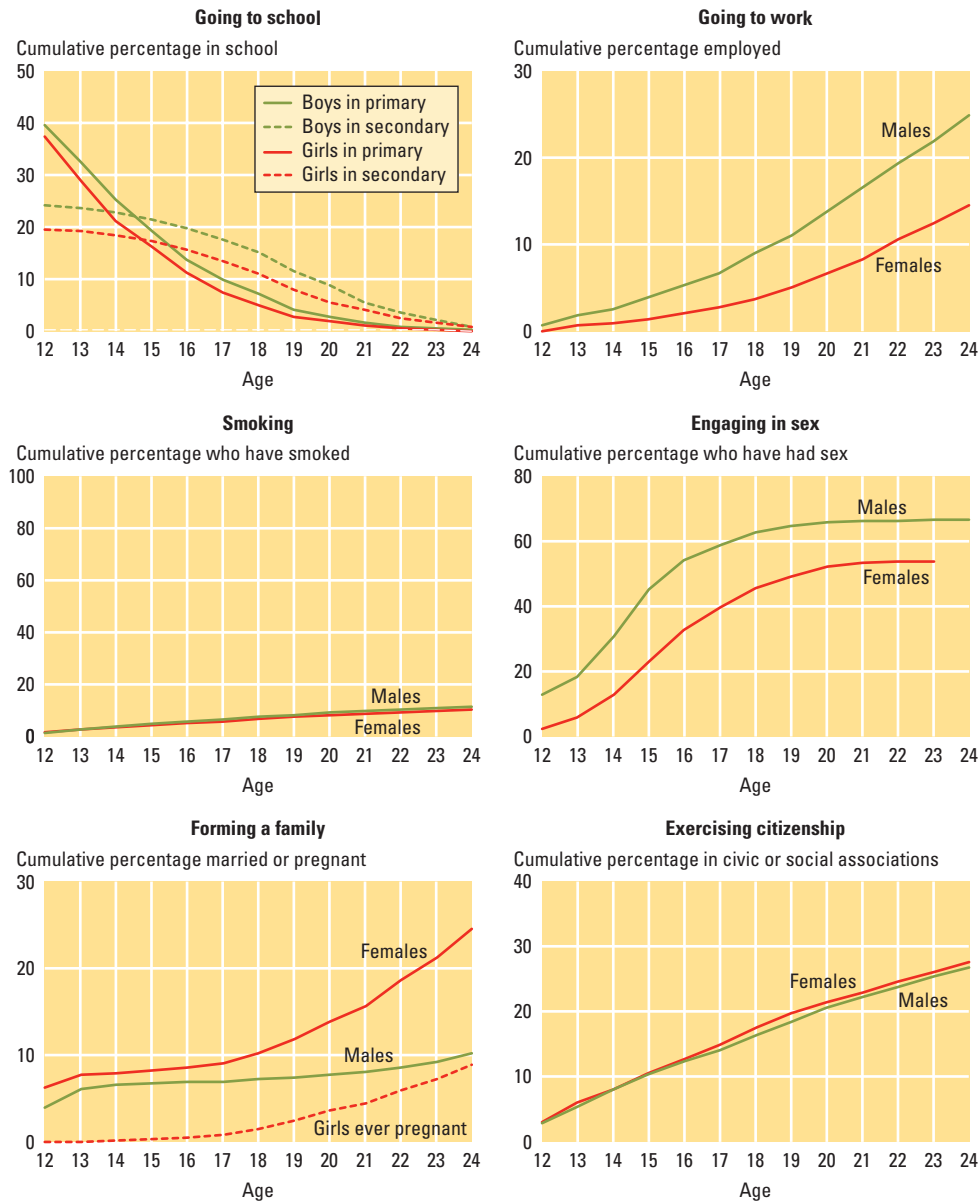 Going to school
Cumulative percentage in school
50
40
30
20
10
0
Boys in primary
Boys in secondary
Girls in primary
Girls in secondary
12 13 14 15 16 17 18 19 20 21 22 23 24
Age
Going to work
Cumulative percentage employed
30
20
10
0
Males
Females
12 13 14 15 16 17 18 19 20 21 22 23 24
Age
Smoking
Cumulative percentage who have smoked
100
80
60
40
20
0
Males
Females
12 13 14 15 16 17 18 19 20 21 22 23 24
Age
Engaging in sex
Cumulative percentage who have had sex
80
60
40
20
0
Males
Females
12 13 14 15 16 17 18 19 20 21 22 23 24
Age
Forming a family
Cumulative percentage married or pregnant
30
20
10
0
Females
Males
Girls ever pregnant
12 13 14 15 16 17 18 19 20 21 22 23 24
Age
Exercising citizenship
Cumulative percentage in civic or social associations
40
30
20
10
0
Females
Males
12 13 14 15 16 17 18 19 20 21 22 23 24
Age